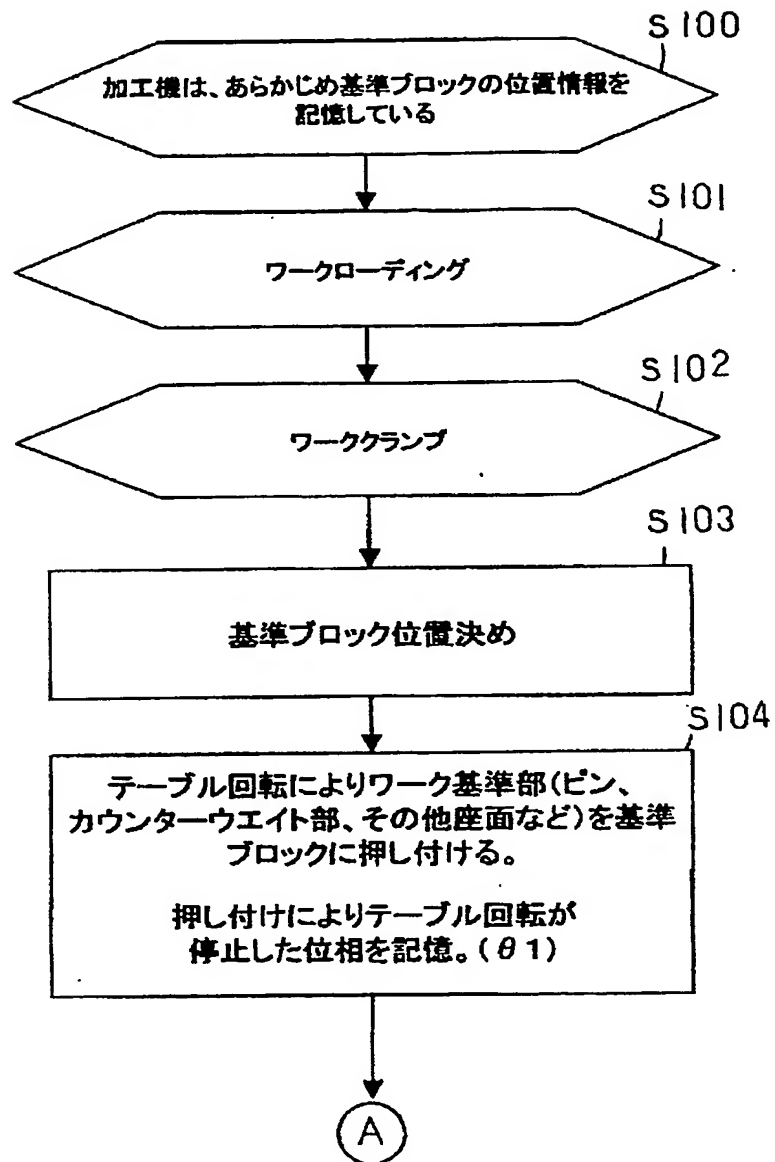 S100
加工機は、あらかじめ基準ブロックの位置情報を
記憶している
S101
ワークローディング
S102
ワーククランプ
S103
基準ブロック位置決め
S104
テーブル回転によりワーク基準部(ピン、
カウンターウエイト部、その他座面など)を基準
ブロックに押し付ける。
押し付けによりテーブル回転が
停止した位相を記憶。(θ1)
A